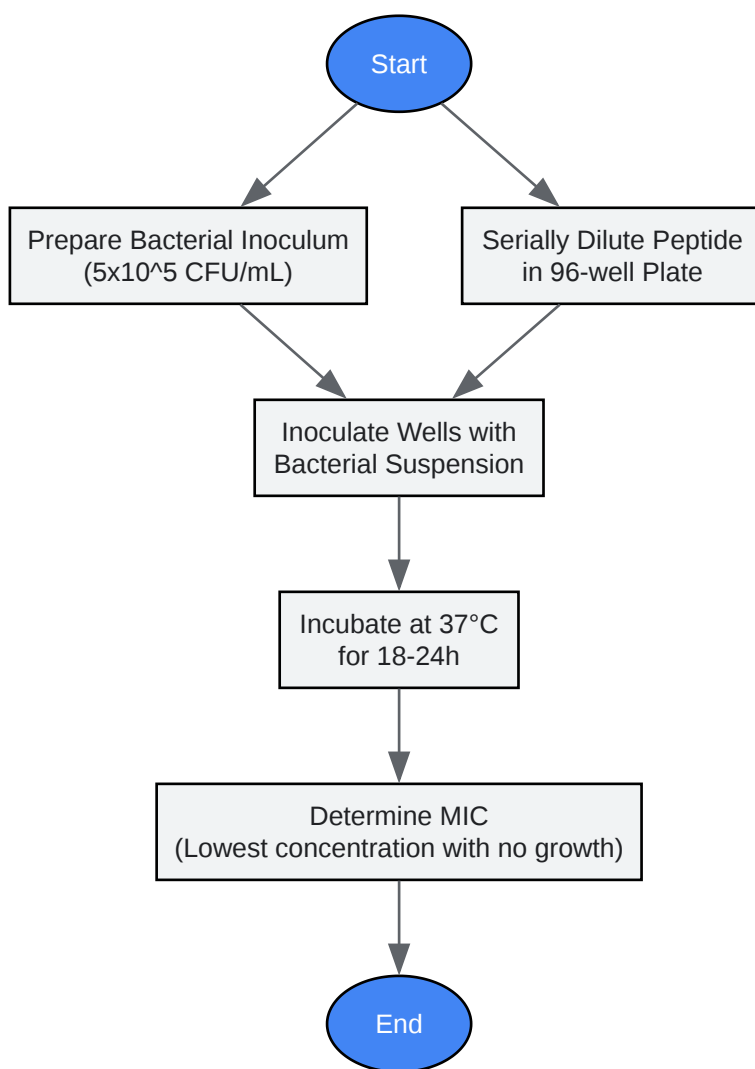 Start
Prepare Bacterial Inoculum
(5x10^5 CFU/mL)
Serially Dilute Peptide
in 96-well Plate
Inoculate Wells with
Bacterial Suspension
Incubate at 37°C
for 18-24h
Determine MIC
(Lowest concentration with no growth)
End